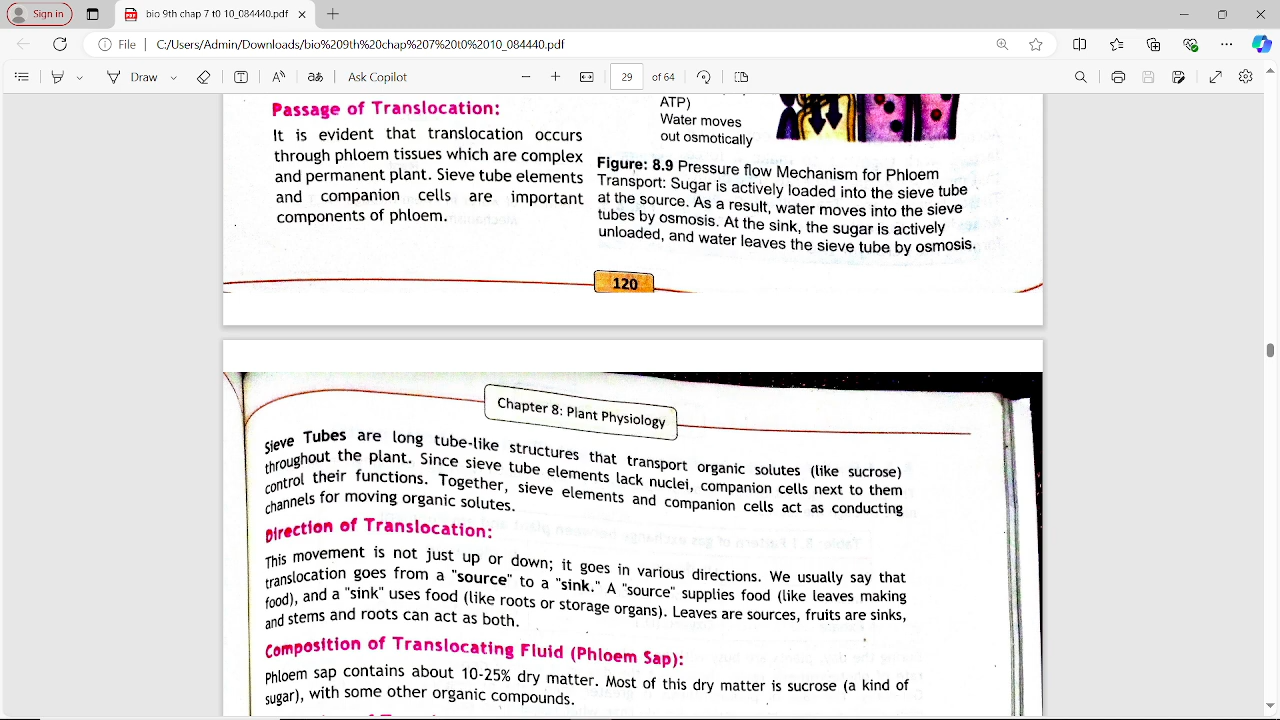 Sign in
bio 9th chap 7 t0 10_084440.pdf
File
C:/Users/Admin/Downloads/bio%209th%20chap%207%20t0%2010_084440.pdf
Draw
Ask Copilot
29
of 64
ATP)
Water moves
out osmotically
Passage of Translocation:
It is evident that translocation occurs
through phloem tissues which are complex
and permanent plant. Sieve tube elements
and companion cells are important
components of phloem.
Figure: 8.9 Pressure flow Mechanism for Phloem
Transport: Sugar is actively loaded into the sieve tube
at the source. As a result, water moves into the sieve
tubes by osmosis. At the sink, the sugar is actively
unloaded, and water leaves the sieve tube by osmosis.
120
Chapter 8: Plant Physiology
Sieve Tubes are long tube-like structures that transport organic solutes (like sucrose)
throughout the plant. Since sieve tube elements lack nuclei, companion cells next to them
control their functions. Together, sieve elements and companion cells act as conducting
channels for moving organic solutes.
Direction of Translocation:
This movement is not just up or down; it goes in various directions. We usually say that
translocation goes from a "source" to a "sink." A "source" supplies food (like leaves making
food), and a "sink" uses food (like roots or storage organs). Leaves are sources, fruits are sinks,
and stems and roots can act as both.
Composition of Translocating Fluid (Phloem Sap):
Phloem sap contains about 10-25% dry matter. Most of this dry matter is sucrose (a kind of
sugar), with some other organic compounds.